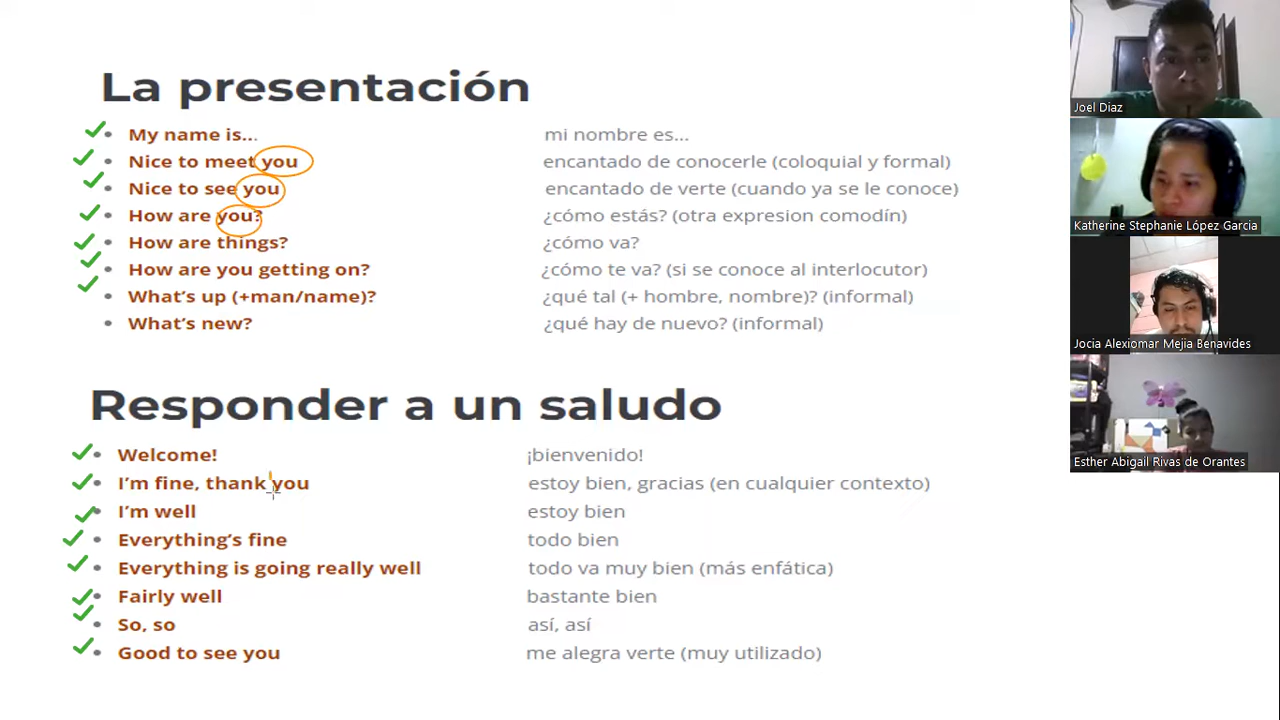 La presentación
My name is... mi nombre es...
Nice to meet you encantado de conocerle (coloquial y formal)
Nice to see you encantado de verte (cuando ya se le conoce)
How are you? ¿cómo estás? (otra expresion comodín)
How are things? ¿cómo va?
How are you getting on? ¿cómo te va? (si se conoce al interlocutor)
What's up (+man/name)? ¿qué tal (+ hombre, nombre)? (informal)
What's new? ¿qué hay de nuevo? (informal)
Responder a un saludo
Welcome! ¡bienvenido!
I'm fine, thank you estoy bien, gracias (en cualquier contexto)
I'm well estoy bien
Everything's fine todo bien
Everything is going really well todo va muy bien (más enfática)
Fairly well bastante bien
So, so así, así
Good to see you me alegra verte (muy utilizado)
Joel Diaz
Katherine Stephanie López Garcia
Jocia Alexiomar Mejia Benavides
Esther Abigail Rivas de Orantes